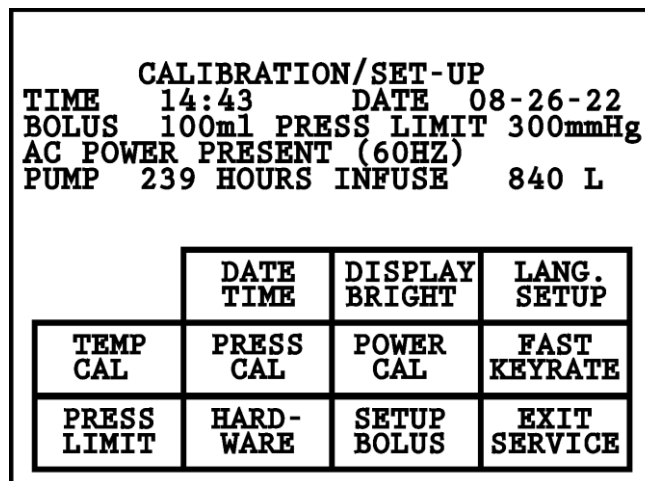 CALIBRATION/SET-UP
TIME 14:43 DATE 08-26-22
BOLUS 100ml PRESS LIMIT 300mmHg
AC POWER PRESENT (60HZ)
PUMP 239 HOURS INFUSE 840 L
DATE TIME
DISPLAY BRIGHT
LANG. SETUP
TEMP CAL
PRESS CAL
POWER CAL
FAST KEYRATE
PRESS LIMIT
HARD-WARE
SETUP BOLUS
EXIT SERVICE